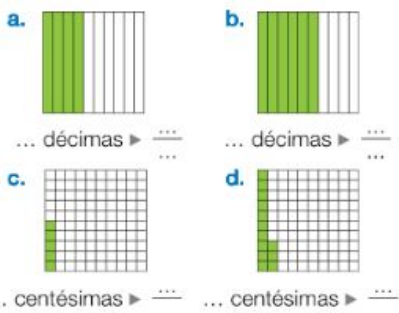 a.
b.
... décimas ▶ ... / ...
... décimas ▶ ... / ...
c.
d.
. centésimas ▶ ...
... centésimas ▶ ...